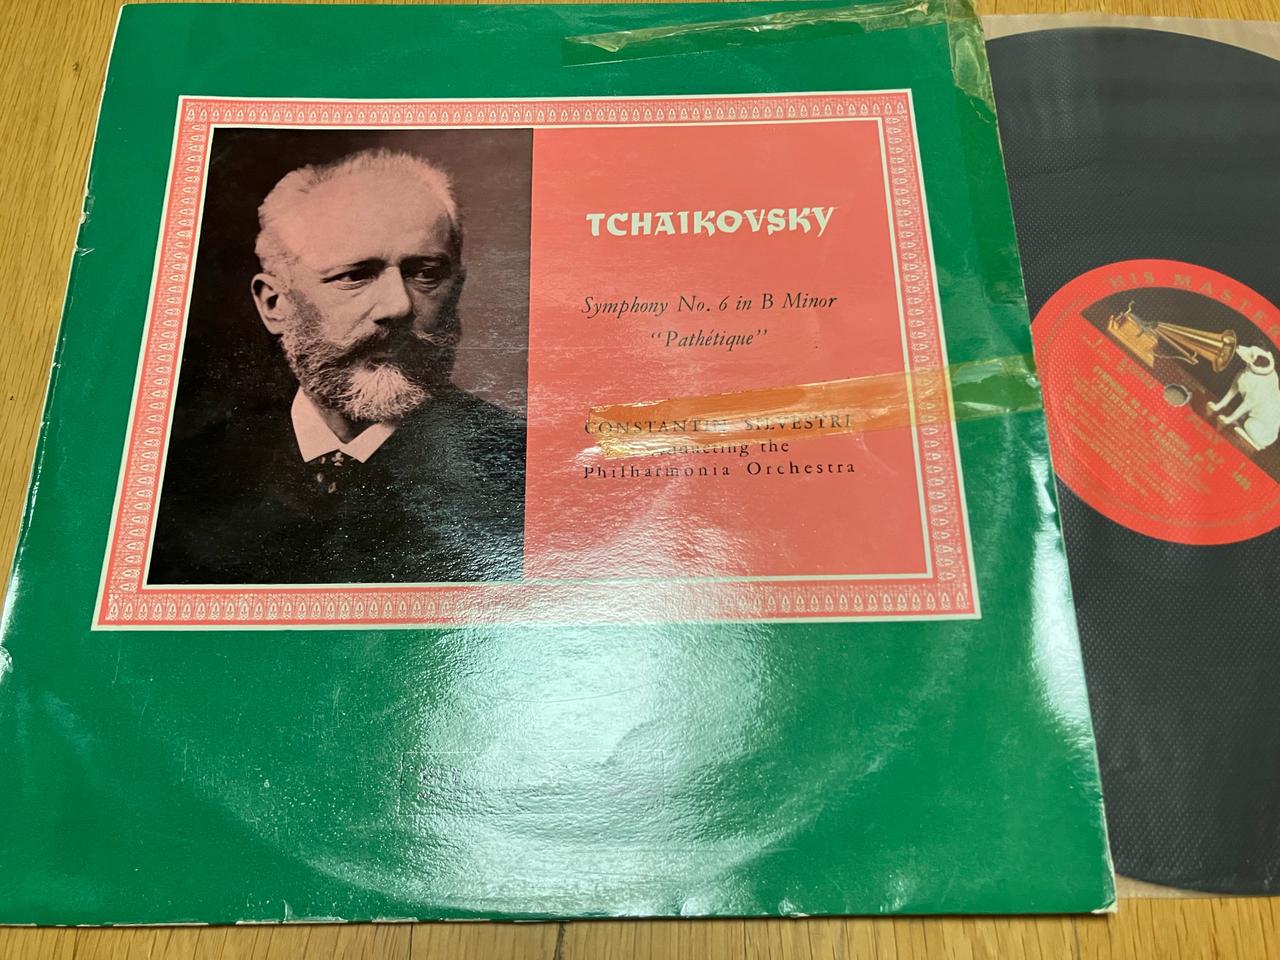 TCHAIKOVSKY
Symphony No. 6 in B Minor
“Pathétique”
CONSTANTIN SILVESTRI
conducting the
Philharmonia Orchestra
HIS MASTER